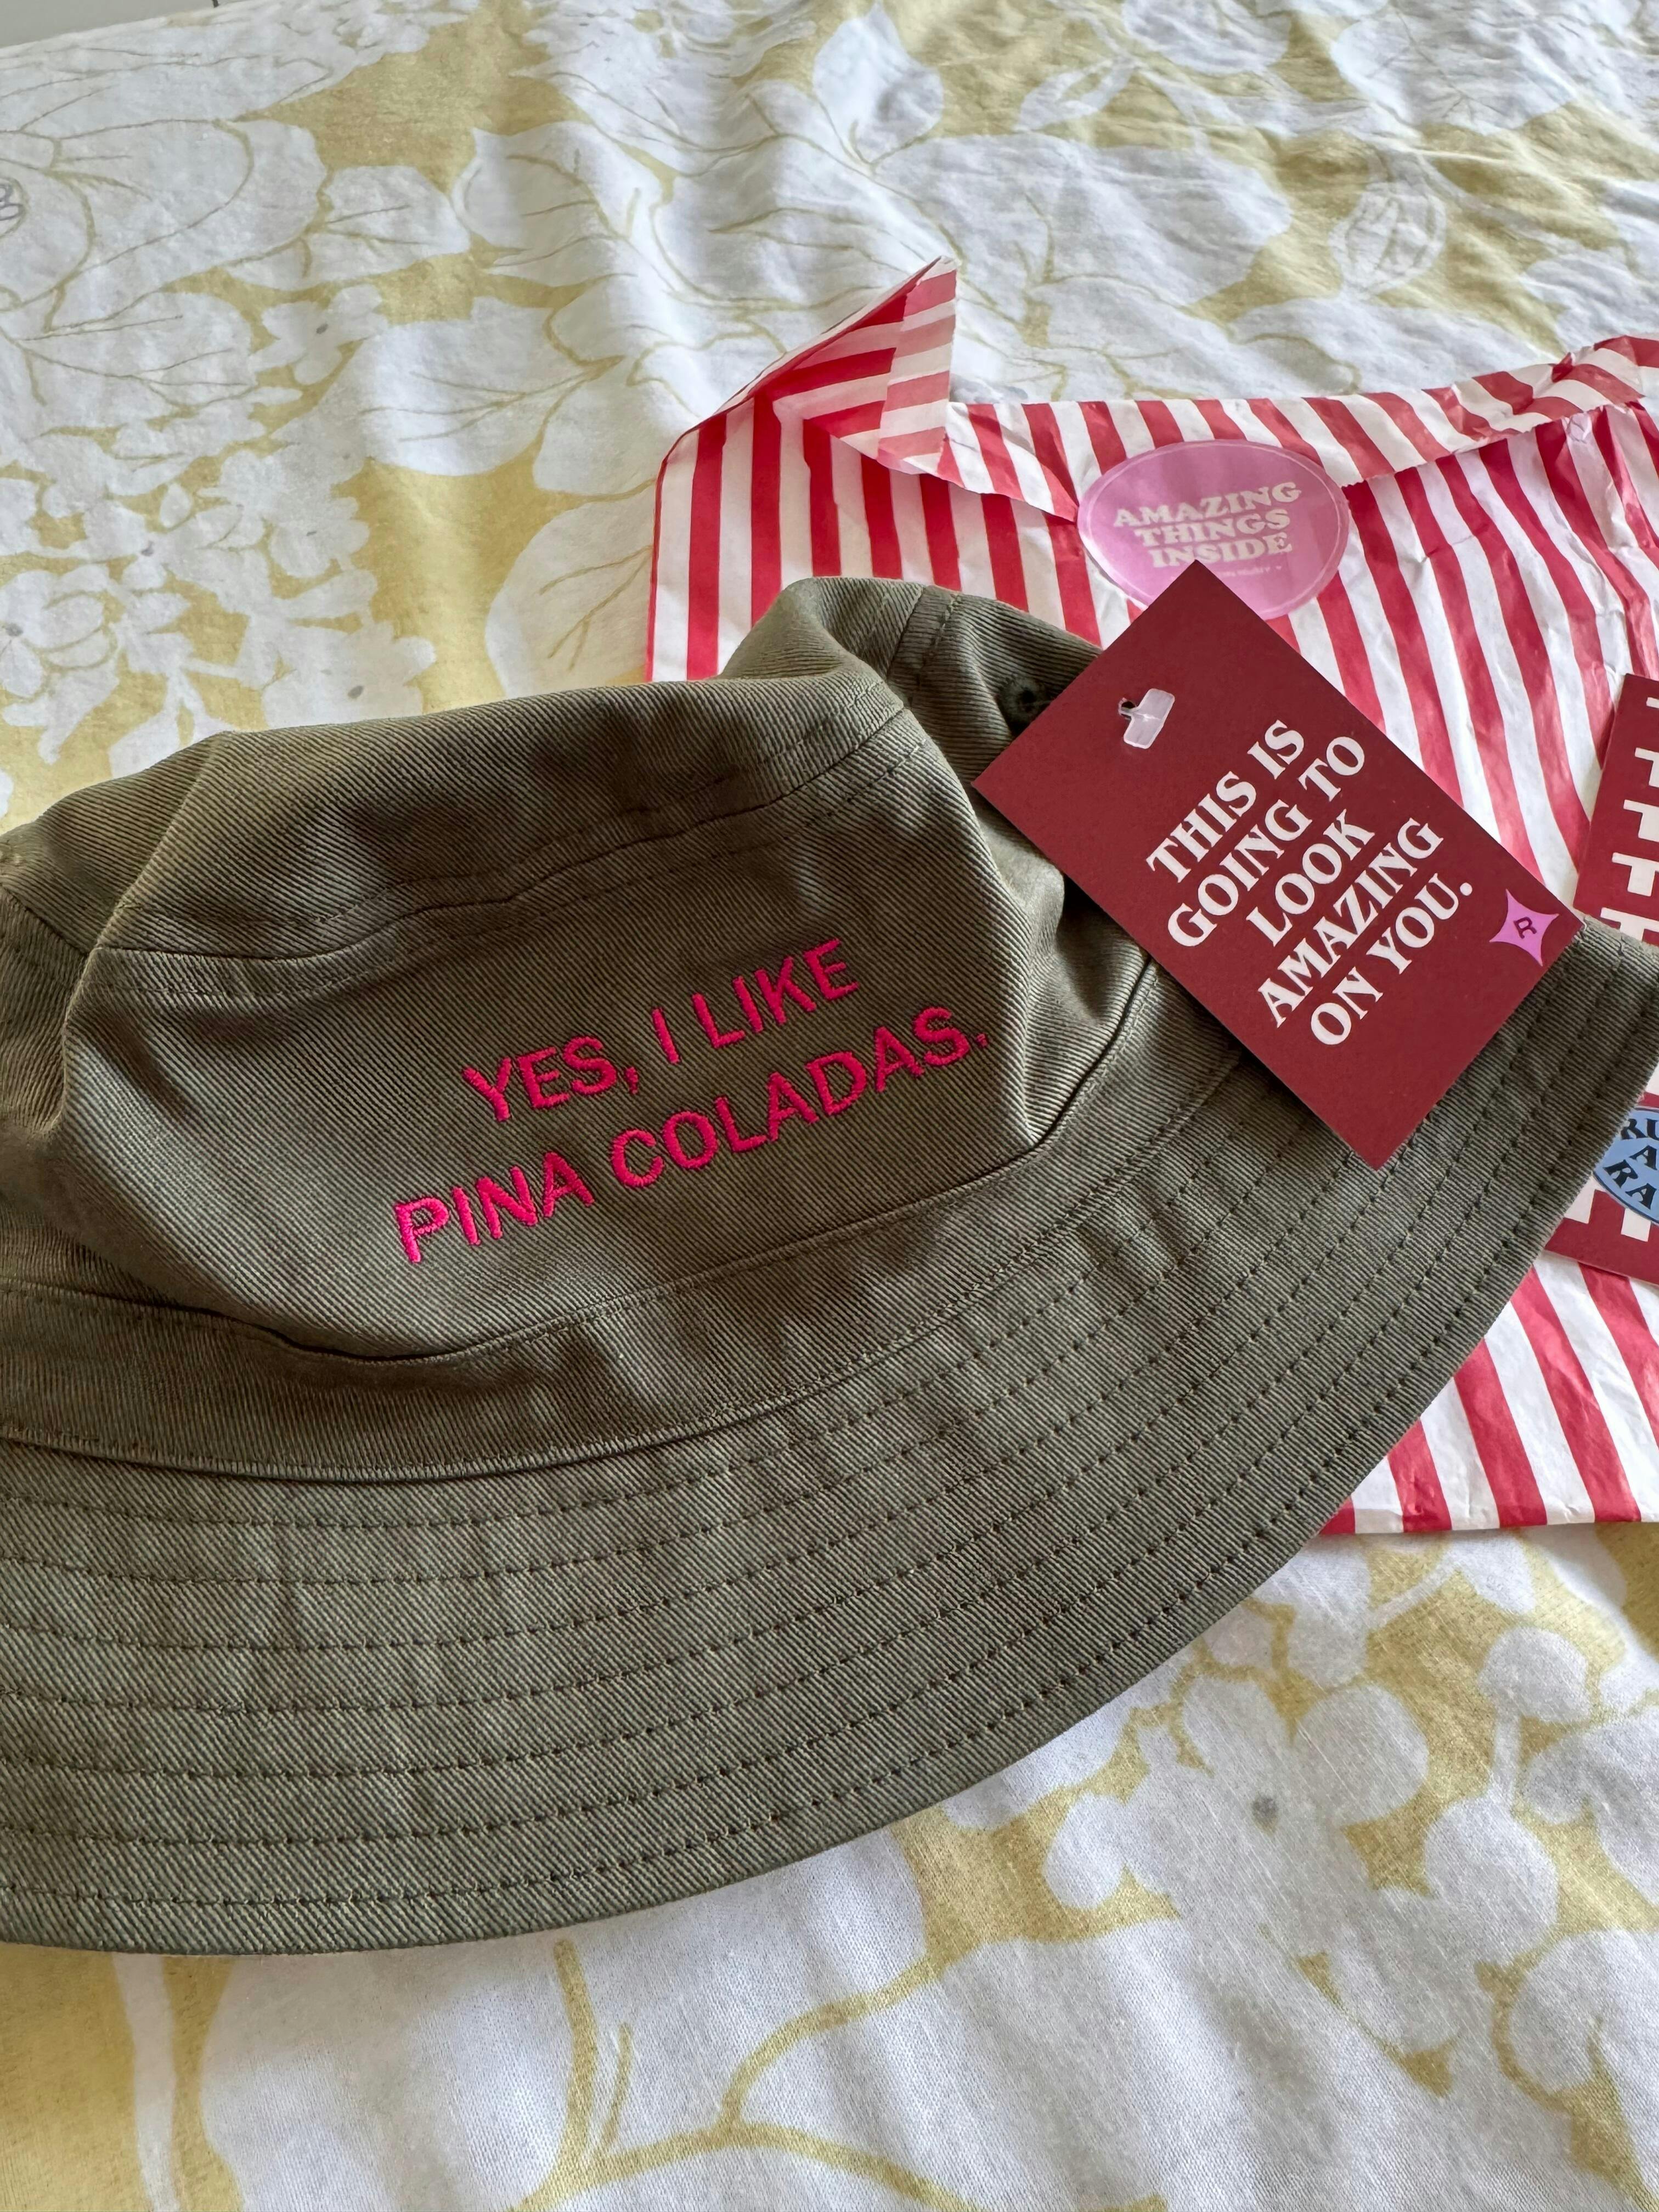 AMAZING
THINGS
INSIDE
THIS IS
GOING TO
LOOK
AMAZING
ON YOU.
R
YES, I LIKE
PINA COLADAS.